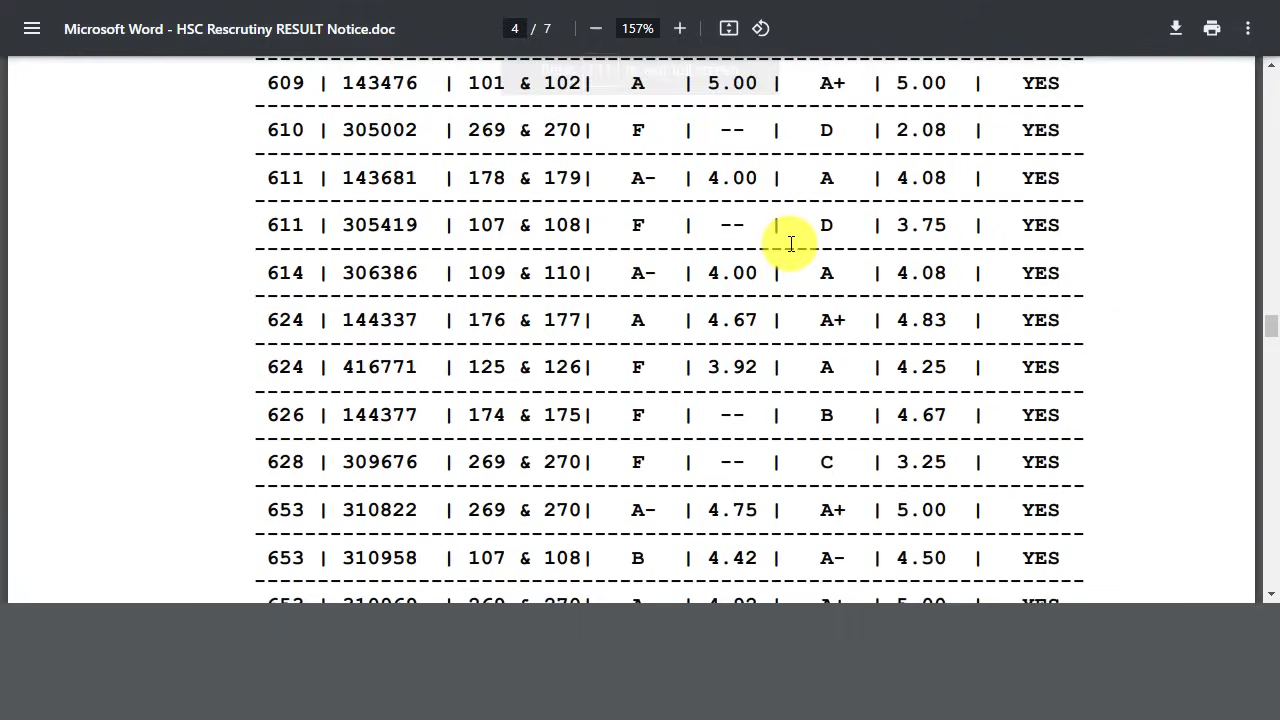 Microsoft Word - HSC Rescrutiny RESULT Notice.doc 4 / 7 157%
609 | 143476 | 101 & 102| A | 5.00 | A+ | 5.00 | YES
610 | 305002 | 269 & 270| F | -- | D | 2.08 | YES
611 | 143681 | 178 & 179| A- | 4.00 | A | 4.08 | YES
611 | 305419 | 107 & 108| F | -- | D | 3.75 | YES
614 | 306386 | 109 & 110| A- | 4.00 | A | 4.08 | YES
624 | 144337 | 176 & 177| A | 4.67 | A+ | 4.83 | YES
624 | 416771 | 125 & 126| F | 3.92 | A | 4.25 | YES
626 | 144377 | 174 & 175| F | -- | B | 4.67 | YES
628 | 309676 | 269 & 270| F | -- | C | 3.25 | YES
653 | 310822 | 269 & 270| A- | 4.75 | A+ | 5.00 | YES
653 | 310958 | 107 & 108| B | 4.42 | A- | 4.50 | YES